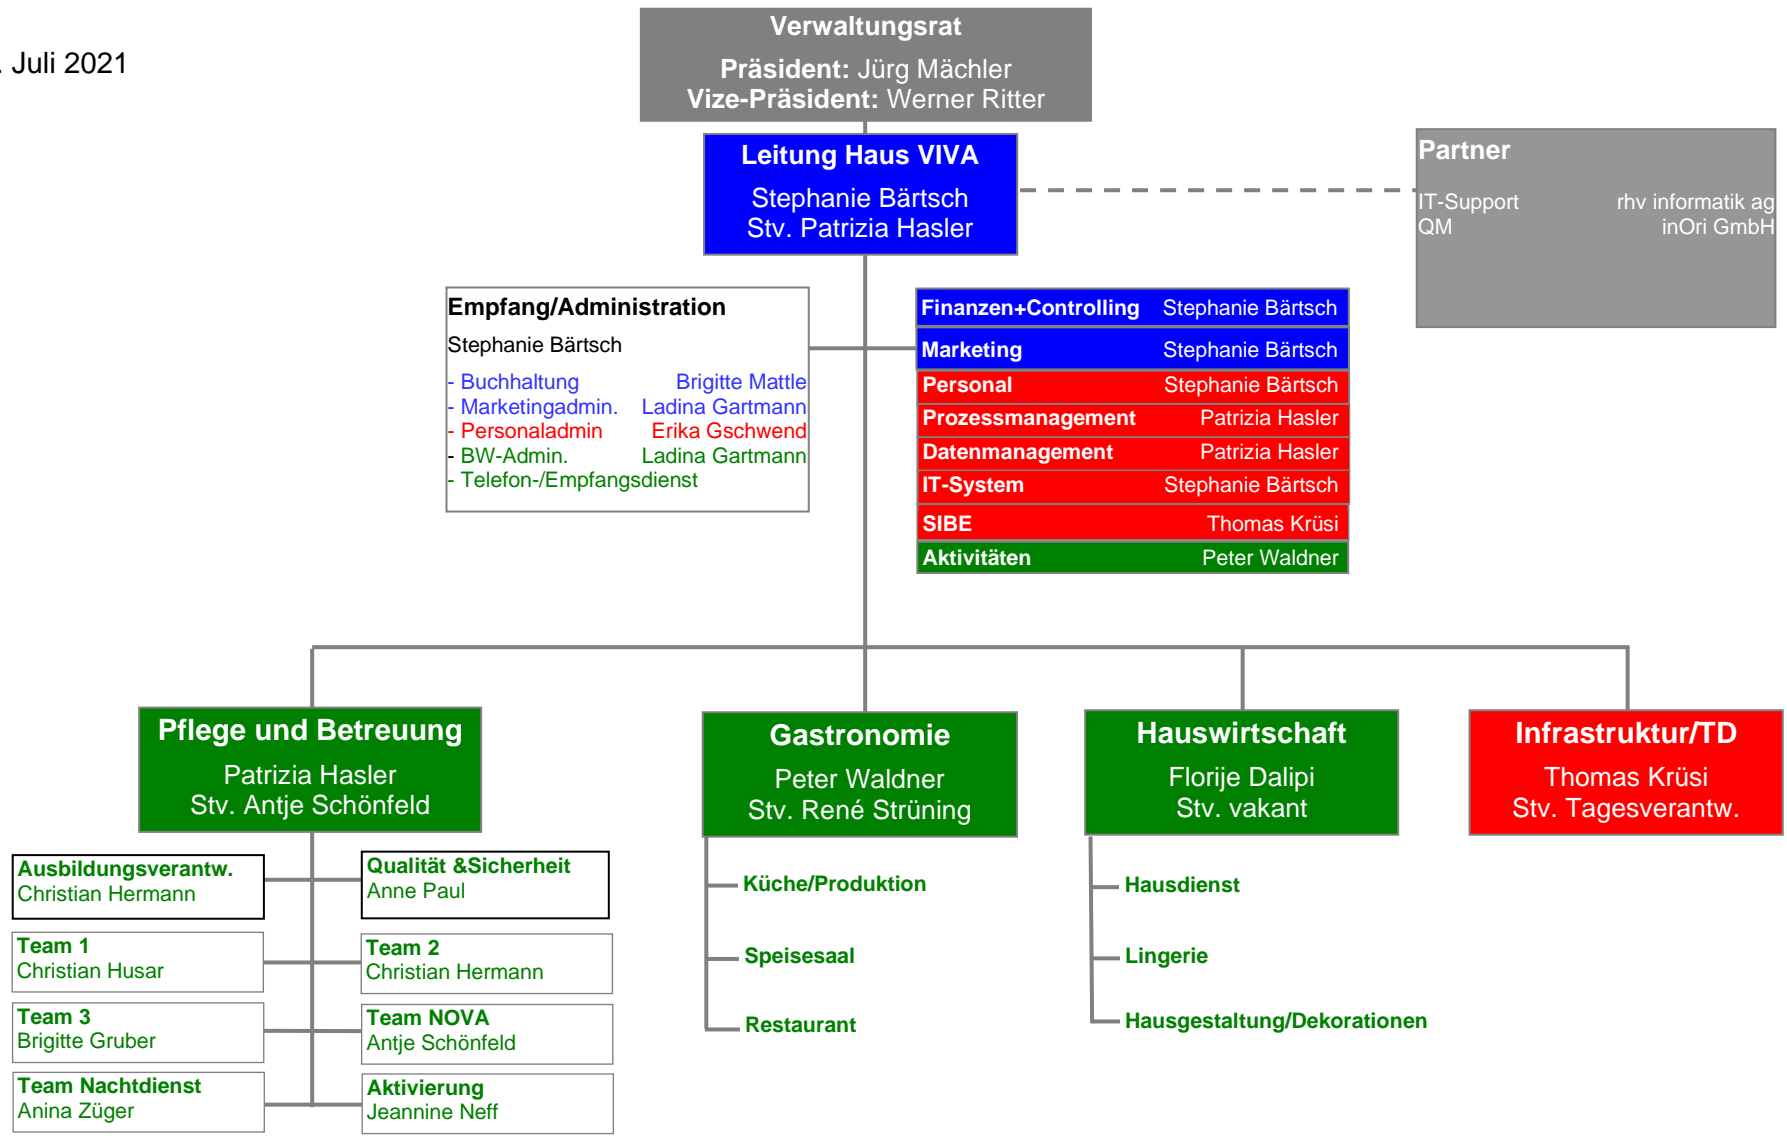 . Juli 2021
Verwaltungsrat
Präsident: Jürg Mächler
Vize-Präsident: Werner Ritter
Leitung Haus VIVA
Stephanie Bärtsch
Stv. Patrizia Hasler
Partner
IT-Support rhv informatik ag
QM inOri GmbH
Empfang/Administration
Stephanie Bärtsch
- Buchhaltung Brigitte Mattle
- Marketingadmin. Ladina Gartmann
- Personaladmin Erika Gschwend
- BW-Admin. Ladina Gartmann
- Telefon-/Empfangsdienst
Finanzen+Controlling Stephanie Bärtsch
Marketing Stephanie Bärtsch
Personal Stephanie Bärtsch
Prozessmanagement Patrizia Hasler
Datenmanagement Patrizia Hasler
IT-System Stephanie Bärtsch
SIBE Thomas Krüsi
Aktivitäten Peter Waldner
Pflege und Betreuung
Patrizia Hasler
Stv. Antje Schönfeld
Ausbildungsverantw.
Christian Hermann
Qualität &Sicherheit
Anne Paul
Team 1
Christian Husar
Team 2
Christian Hermann
Team 3
Brigitte Gruber
Team NOVA
Antje Schönfeld
Team Nachtdienst
Anina Züger
Aktivierung
Jeannine Neff
Gastronomie
Peter Waldner
Stv. René Strüning
Küche/Produktion
Speisesaal
Restaurant
Hauswirtschaft
Florije Dalipi
Stv. vakant
Hausdienst
Lingerie
Hausgestaltung/Dekorationen
Infrastruktur/TD
Thomas Krüsi
Stv. Tagesverantw.